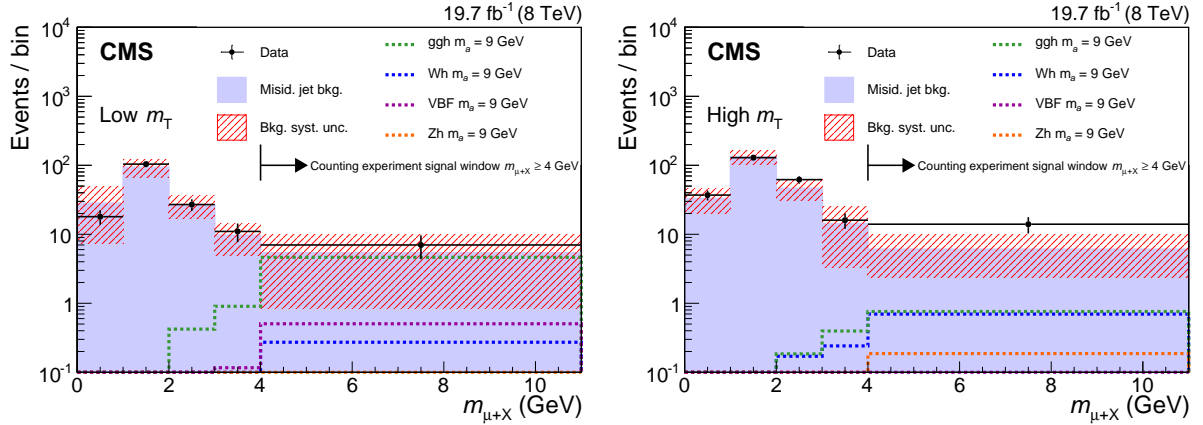 19.7 fb⁻¹ (8 TeV)
CMS
Low m_T
Data
Misid. jet bkg.
Bkg. syst. unc.
ggh m_a = 9 GeV
Wh m_a = 9 GeV
VBF m_a = 9 GeV
Zh m_a = 9 GeV
Counting experiment signal window m_μ+X ≥ 4 GeV
Events / bin
10⁴
10³
10²
10
1
10⁻¹
0 2 4 6 8 10
m_μ+X (GeV)
19.7 fb⁻¹ (8 TeV)
CMS
High m_T
Data
Misid. jet bkg.
Bkg. syst. unc.
ggh m_a = 9 GeV
Wh m_a = 9 GeV
VBF m_a = 9 GeV
Zh m_a = 9 GeV
Counting experiment signal window m_μ+X ≥ 4 GeV
Events / bin
10⁴
10³
10²
10
1
10⁻¹
0 2 4 6 8 10
m_μ+X (GeV)